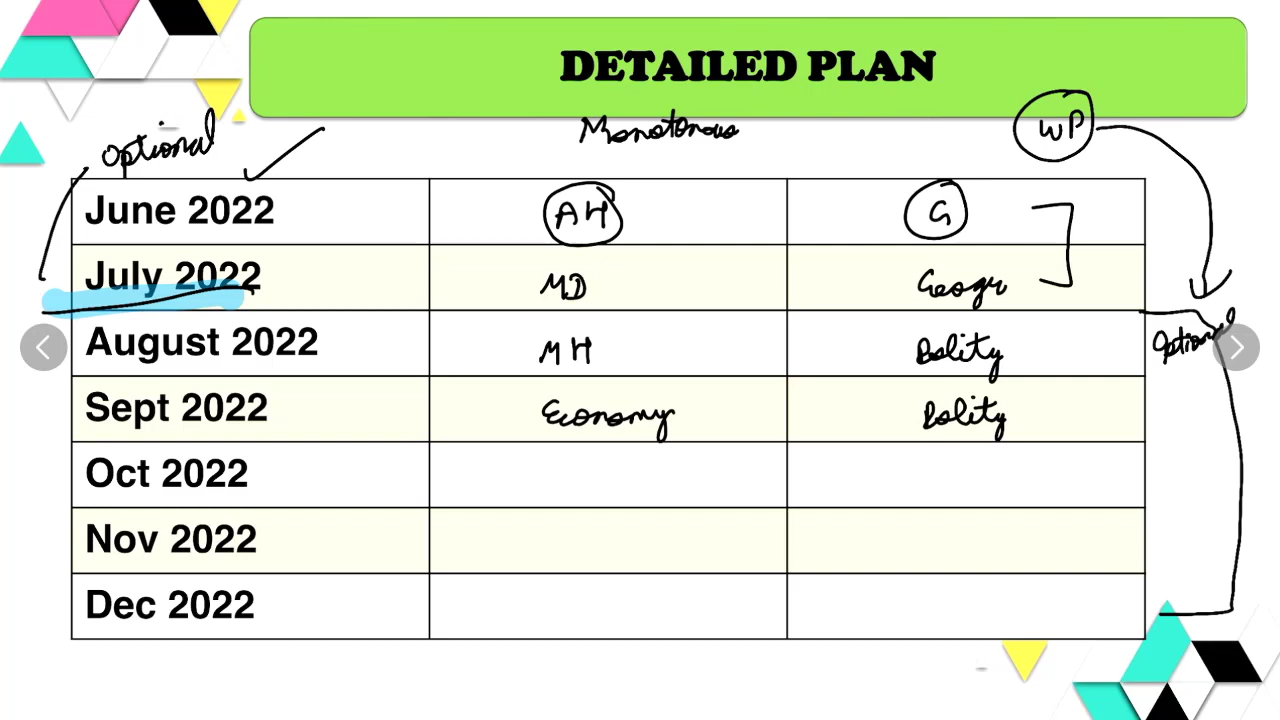 DETAILED PLAN
Optional Monotonous WP
June 2022 AH G
July 2022 MD Geogr
August 2022 MH Polity Optional
Sept 2022 Economy Polity
Oct 2022
Nov 2022
Dec 2022